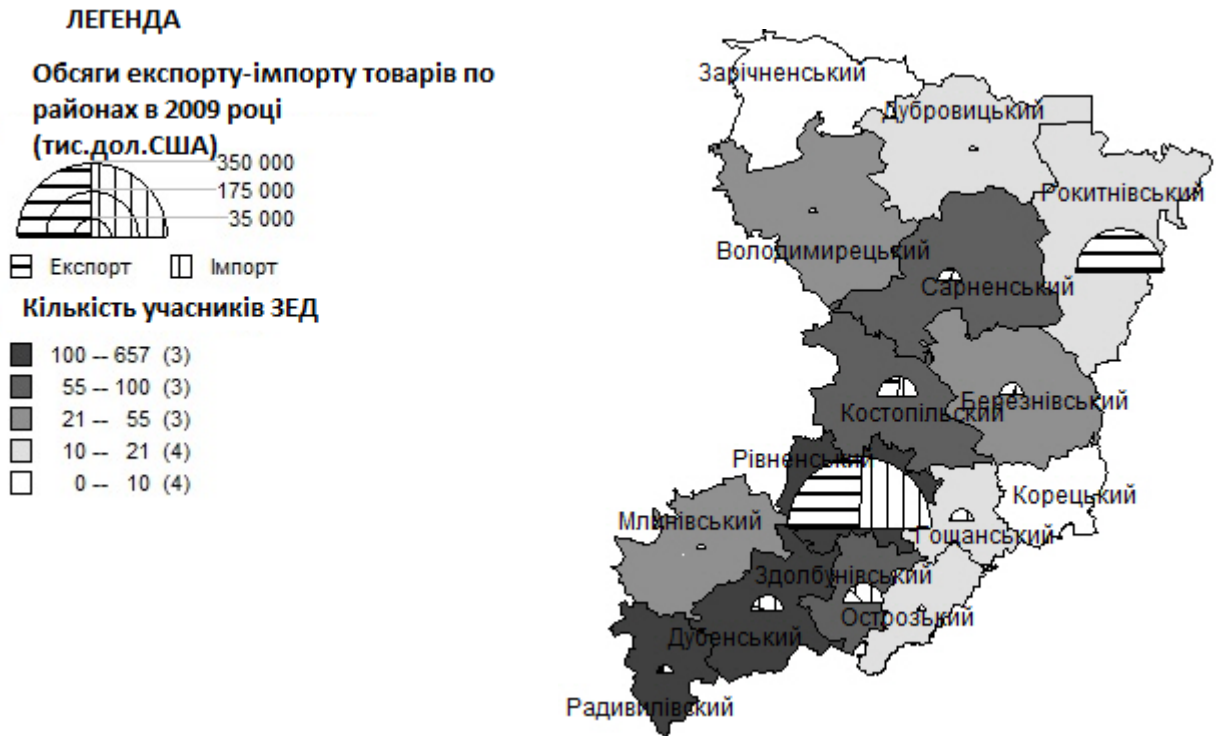 ЛЕГЕНДА
Обсяги експорту-імпорту товарів по
районах в 2009 році
(тис.дол.США)
350 000
175 000
35 000
Експорт Імпорт
Кількість учасників ЗЕД
100 -- 657 (3)
55 -- 100 (3)
21 -- 55 (3)
10 -- 21 (4)
0 -- 10 (4)
Зарічненський
Дубровицький
Рокитнівський
Володимирецький
Сарненський
Костопільский
Березнівський
Рівненський
Корецький
Млинівський
Гощанський
Здолбунівський
Острозький
Дубенський
Радивилівский